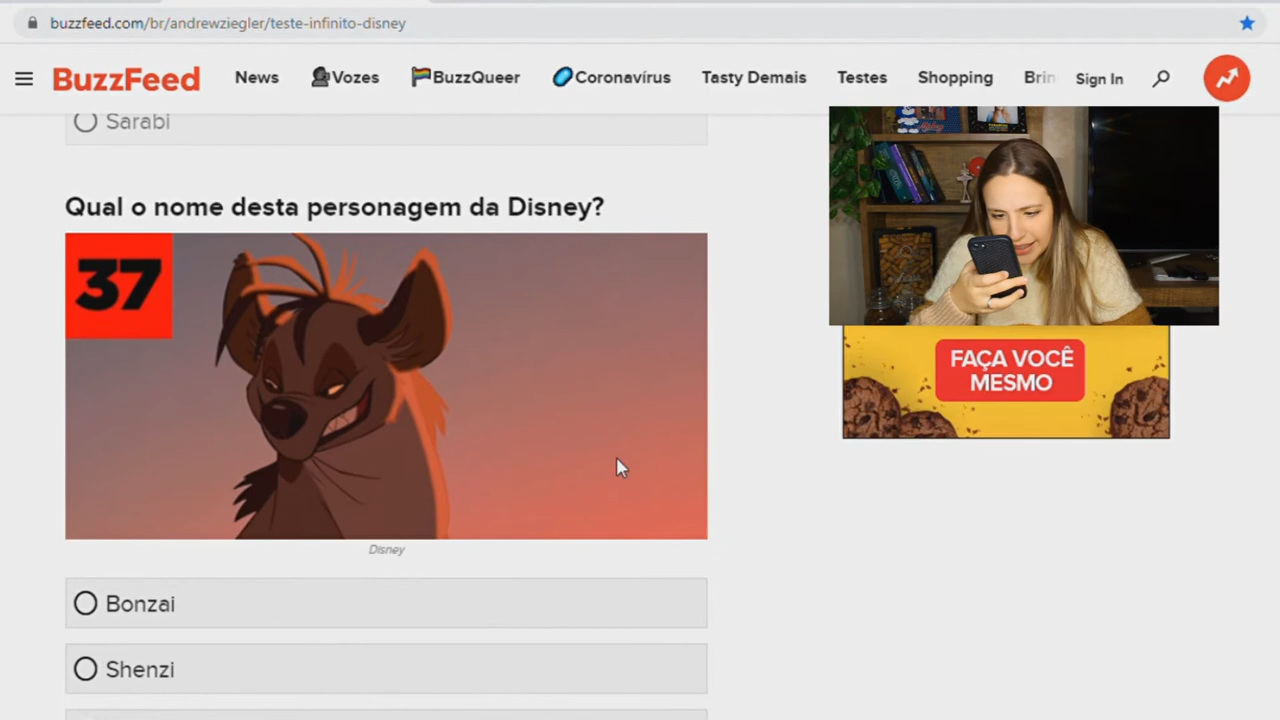 buzzfeed.com/br/andrewziegler/teste-infinito-disney
BuzzFeed News Vozes BuzzQueer Coronavírus Tasty Demais Testes Shopping Sign In
Sarabi
Qual o nome desta personagem da Disney?
37
Disney
Bonzai
Shenzi
FAÇA VOCÊ
MESMO